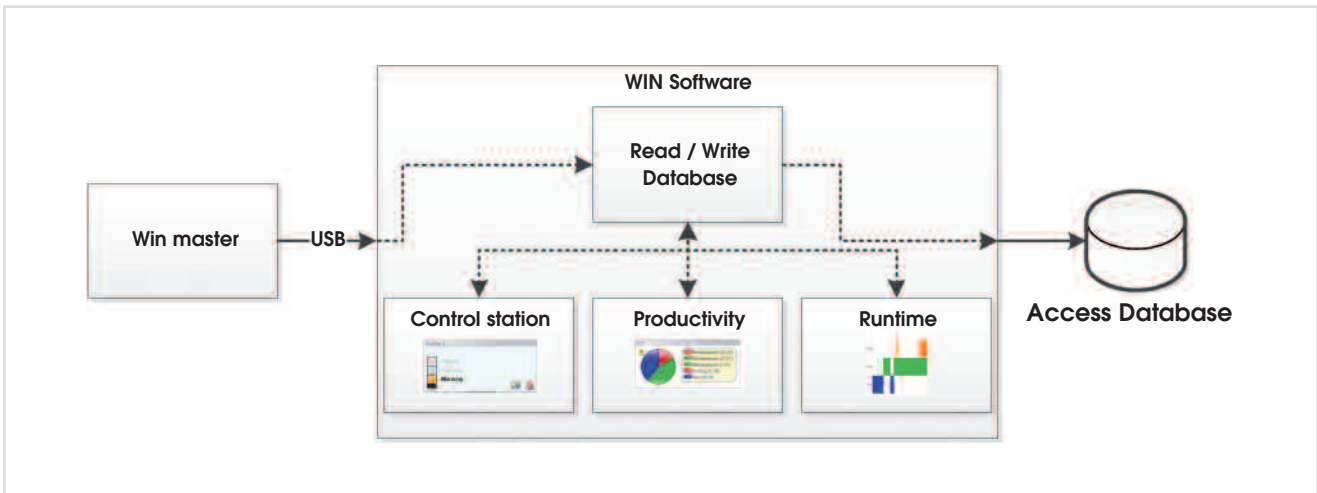 WIN Software
Read / Write
Database
Win master
USB
Control station
Productivity
Runtime
Access Database